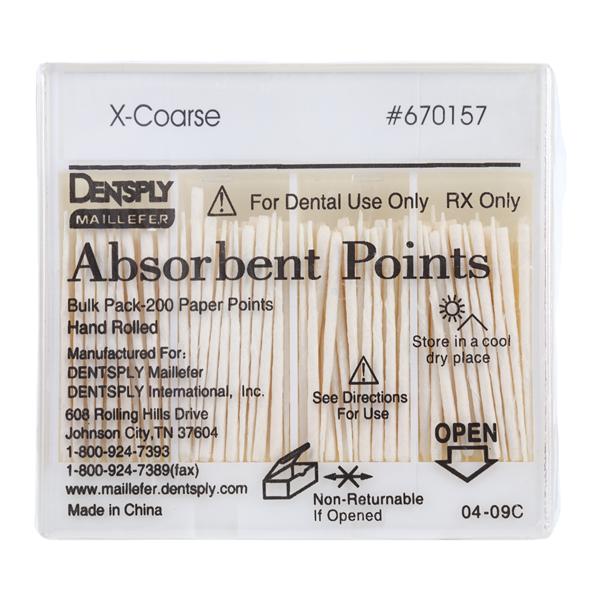 X-Coarse #670157
DENTSPLY
MAILLEFER
For Dental Use Only RX Only
Absorbent Points
Bulk Pack-200 Paper Points
Hand Rolled
Manufactured For:
DENTSPLY Maillefer
DENTSPLY International, Inc.
608 Rolling Hills Drive
Johnson City,TN 37604
1-800-924-7393
1-800-924-7389(fax)
www.maillefer.dentsply.com
Made in China
See Directions
For Use
Store in a cool
dry place
OPEN
Non-Returnable
If Opened
04-09C